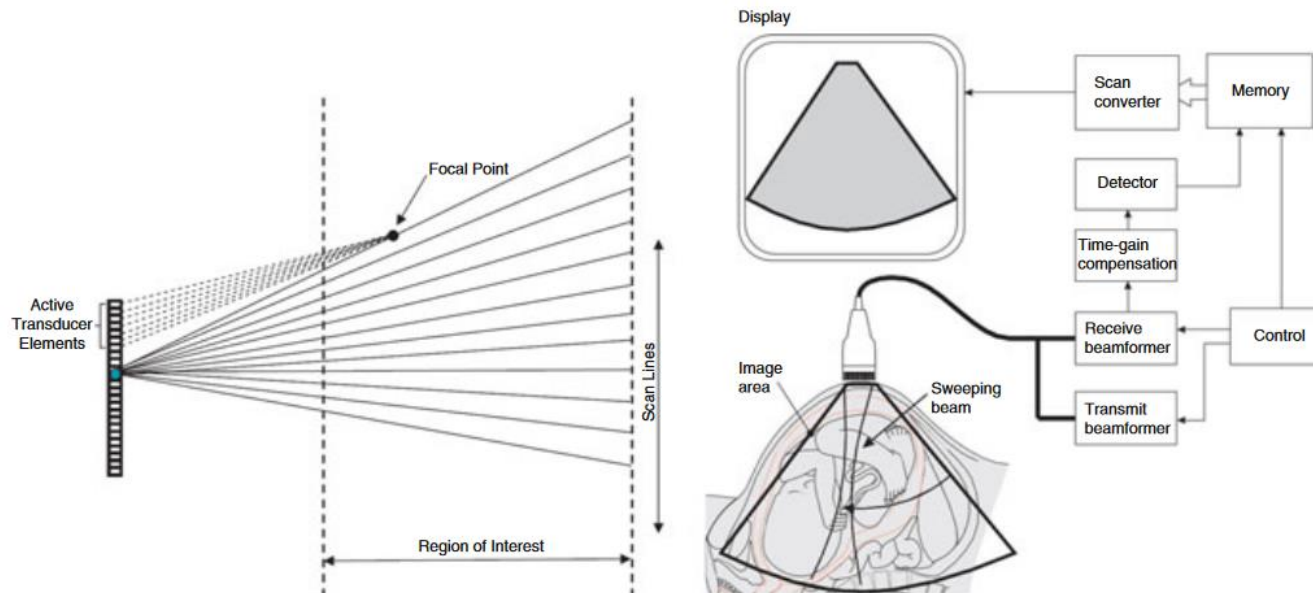 Focal Point
Active
Transducer
Elements
Scan Lines
Region of Interest
Display
Scan
converter
Memory
Detector
Time-gain
compensation
Receive
beamformer
Control
Transmit
beamformer
Image
area
Sweeping
beam